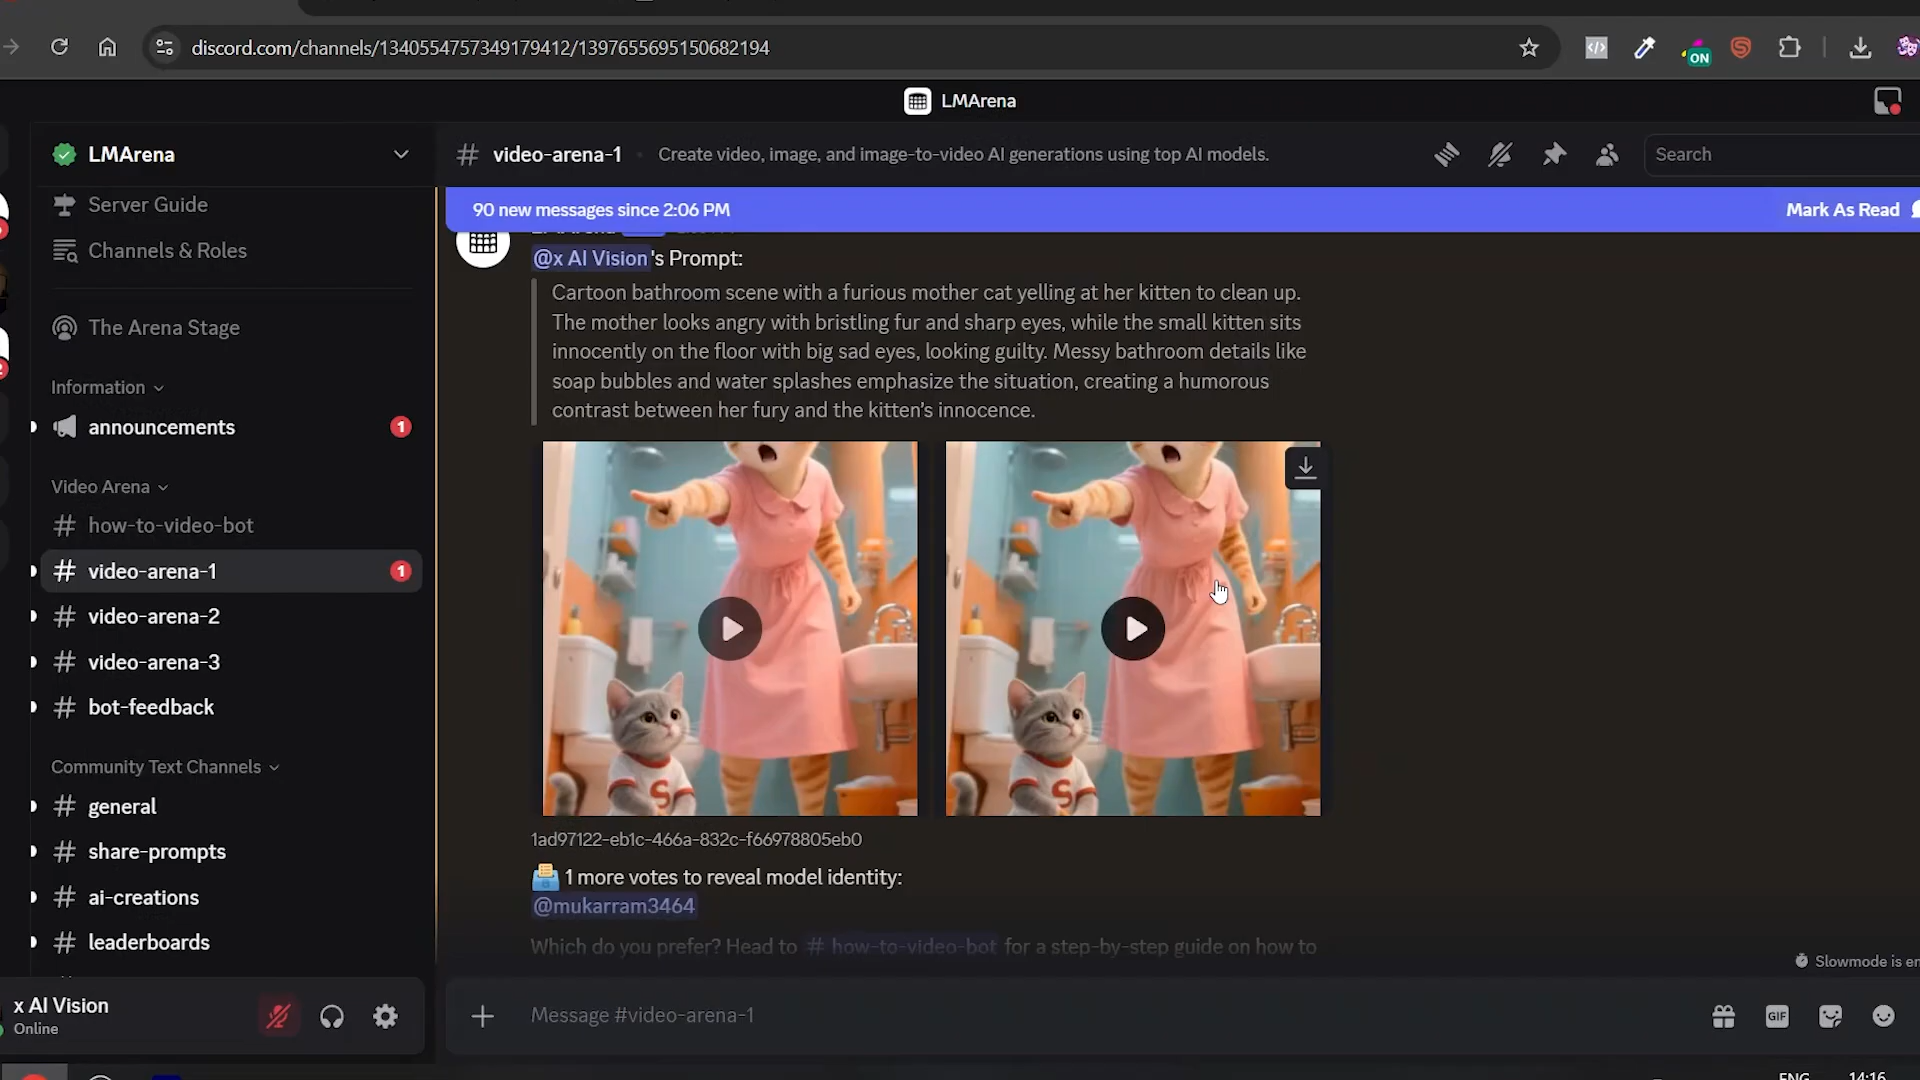 discord.com/channels/1340554757349179412/1397655695150682194
ON
LMArena
LMArena
video-arena-1
Create video, image, and image-to-video AI generations using top AI models.
Search
Server Guide
Channels & Roles
The Arena Stage
Information
announcements
1
Video Arena
how-to-video-bot
video-arena-1
1
video-arena-2
video-arena-3
bot-feedback
Community Text Channels
general
share-prompts
ai-creations
leaderboards
x AI Vision
Online
90 new messages since 2:06 PM
Mark As Read
@x AI Vision's Prompt:
Cartoon bathroom scene with a furious mother cat yelling at her kitten to clean up.
The mother looks angry with bristling fur and sharp eyes, while the small kitten sits
innocently on the floor with big sad eyes, looking guilty. Messy bathroom details like
soap bubbles and water splashes emphasize the situation, creating a humorous
contrast between her fury and the kitten's innocence.
S
S
1ad97122-eb1c-466a-832c-f66978805eb0
1 more votes to reveal model identity:
@mukarram3464
Which do you prefer? Head to # how-to-video-bot for a step-by-step guide on how to
Slowmode is en
Message #video-arena-1
GIF
ENG
14:16